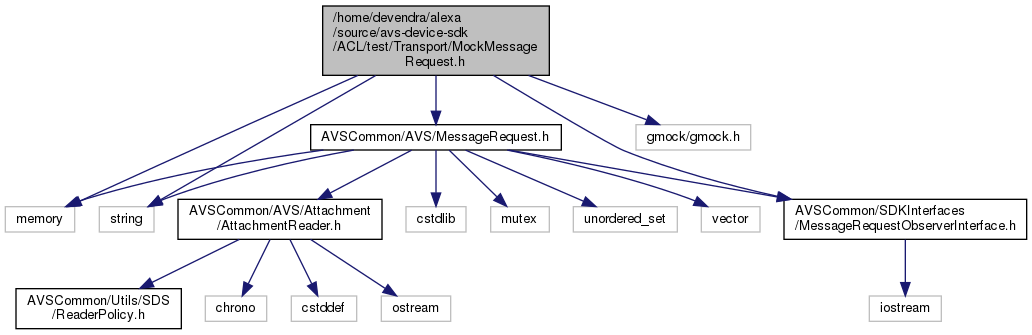 /home/devendra/alexa
/source/avs-device-sdk
/ACL/test/Transport/MockMessage
Request.h
AVSCommon/AVS/MessageRequest.h
gmock/gmock.h
memory
string
AVSCommon/AVS/Attachment
/AttachmentReader.h
cstdlib
mutex
unordered_set
vector
AVSCommon/SDKInterfaces
/MessageRequestObserverInterface.h
AVSCommon/Utils/SDS
/ReaderPolicy.h
chrono
cstddef
ostream
iostream